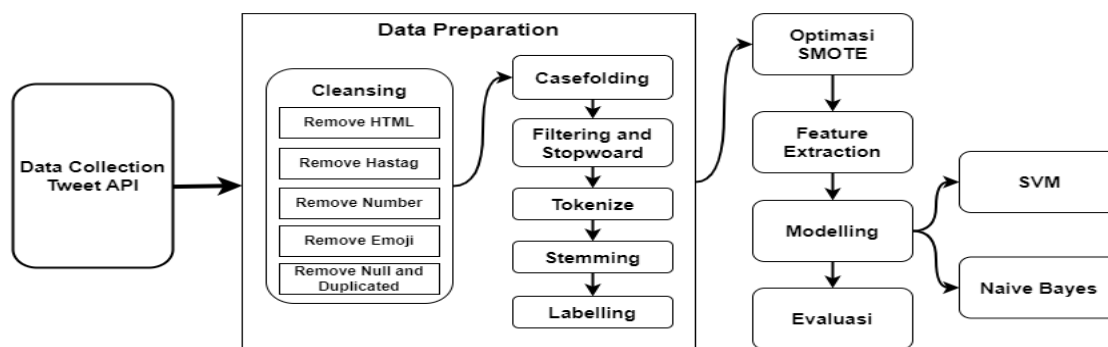 Data Collection
Tweet API
Data Preparation
Cleansing
Remove HTML
Remove Hastag
Remove Number
Remove Emoji
Remove Null and
Duplicated
Casefolding
Filtering and
Stopwoard
Tokenize
Stemming
Labelling
Optimasi
SMOTE
Feature
Extraction
Modelling
Evaluasi
SVM
Naive Bayes